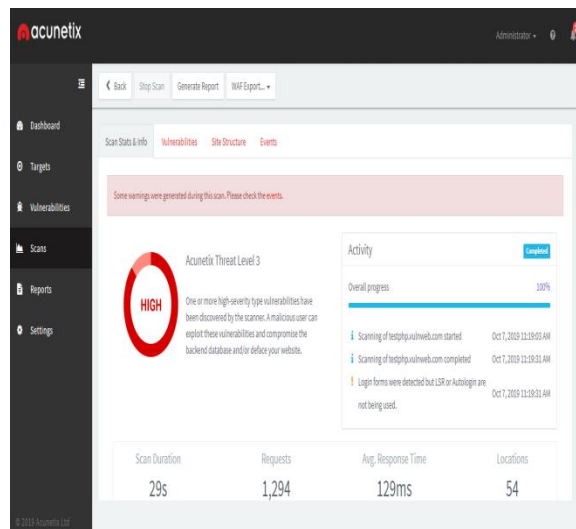 acunetix
Administrator
Back Stop Scan Generate Report WAF Export...
Dashboard
Targets
Vulnerabilities
Scans
Reports
Settings
© 2019 Acunetix Ltd
Scan Stats & Info Vulnerabilities Site Structure Events
Some warnings were generated during this scan. Please check the events.
HIGH
Acunetix Threat Level 3
One or more high-severity type vulnerabilities have
been discovered by the scanner. A malicious user can
exploit these vulnerabilities and compromise the
backend database and/or deface your website.
Activity Completed
Overall progress 100%
Scanning of testphp.vulnweb.com started Oct 7, 2019 11:19:03 AM
Scanning of testphp.vulnweb.com completed Oct 7, 2019 11:19:31 AM
Login forms were detected but LSR or Autologin are
not being used.
Oct 7, 2019 11:19:31 AM
Scan Duration Requests Avg. Response Time Locations
29s 1,294 129ms 54